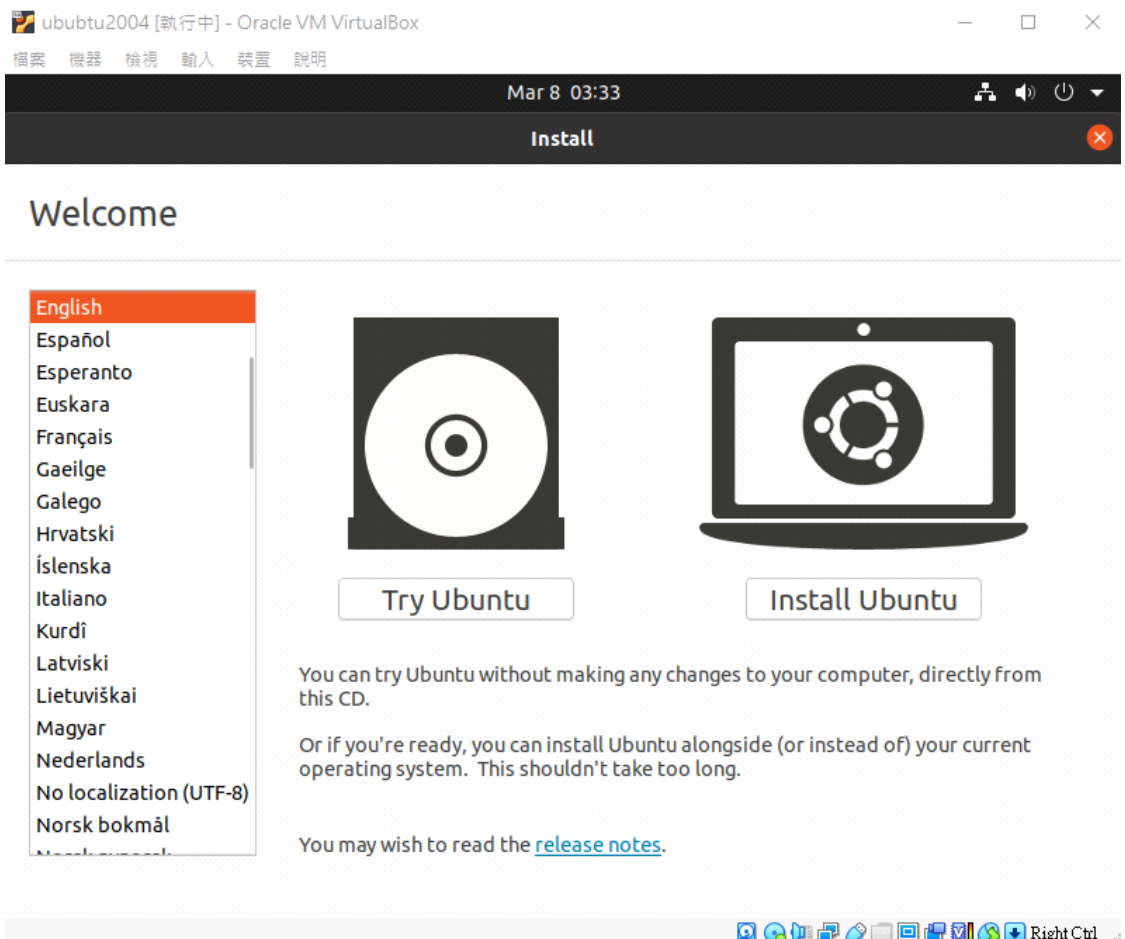 ububtu2004 [執行中] - Oracle VM VirtualBox
檔案 機器 檢視 輸入 裝置 說明
Mar 8 03:33
Install
Welcome
English
Español
Esperanto
Euskara
Français
Gaeilge
Galego
Hrvatski
Íslenska
Italiano
Kurdî
Latviski
Lietuviškai
Magyar
Nederlands
No localization (UTF-8)
Norsk bokmål
Try Ubuntu
Install Ubuntu
You can try Ubuntu without making any changes to your computer, directly from
this CD.
Or if you're ready, you can install Ubuntu alongside (or instead of) your current
operating system. This shouldn't take too long.
You may wish to read the release notes.
Right Ctrl